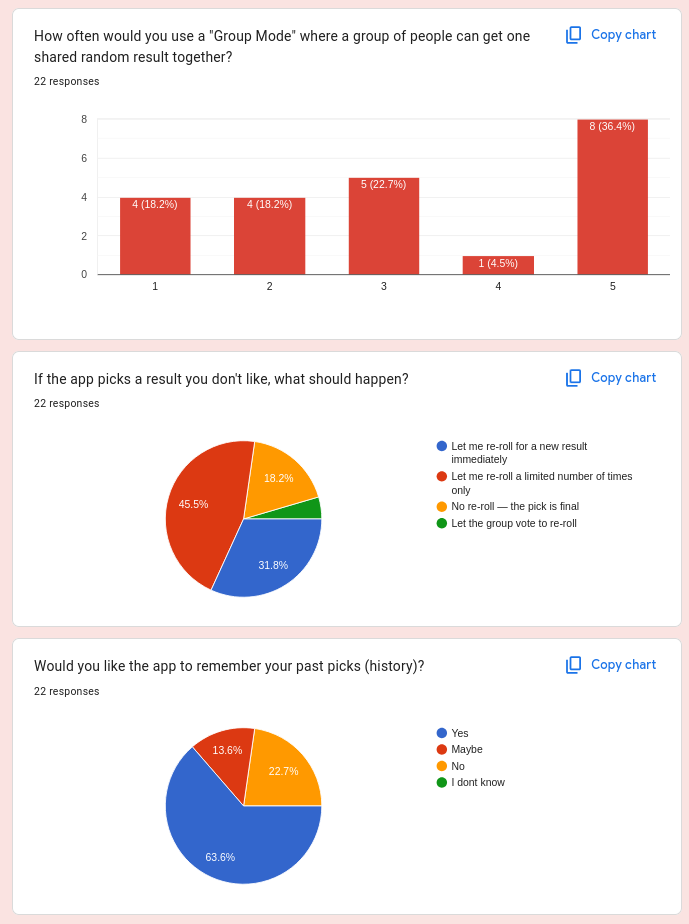 How often would you use a "Group Mode" where a group of people can get one
shared random result together?
Copy chart
22 responses
8
6
4
2
0
4 (18.2%)
4 (18.2%)
5 (22.7%)
1 (4.5%)
8 (36.4%)
1
2
3
4
5
If the app picks a result you don't like, what should happen?
Copy chart
22 responses
45.5%
18.2%
31.8%
Let me re-roll for a new result
immediately
Let me re-roll a limited number of times
only
No re-roll — the pick is final
Let the group vote to re-roll
Would you like the app to remember your past picks (history)?
Copy chart
22 responses
13.6%
22.7%
63.6%
Yes
Maybe
No
I dont know